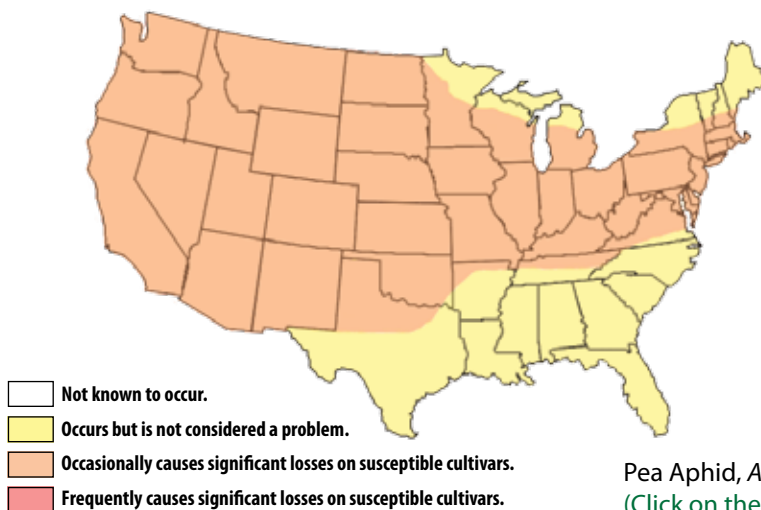 Not known to occur.
Occurs but is not considered a problem.
Occasionally causes significant losses on susceptible cultivars.
Frequently causes significant losses on susceptible cultivars.
Pea Aphid, A
(Click on the